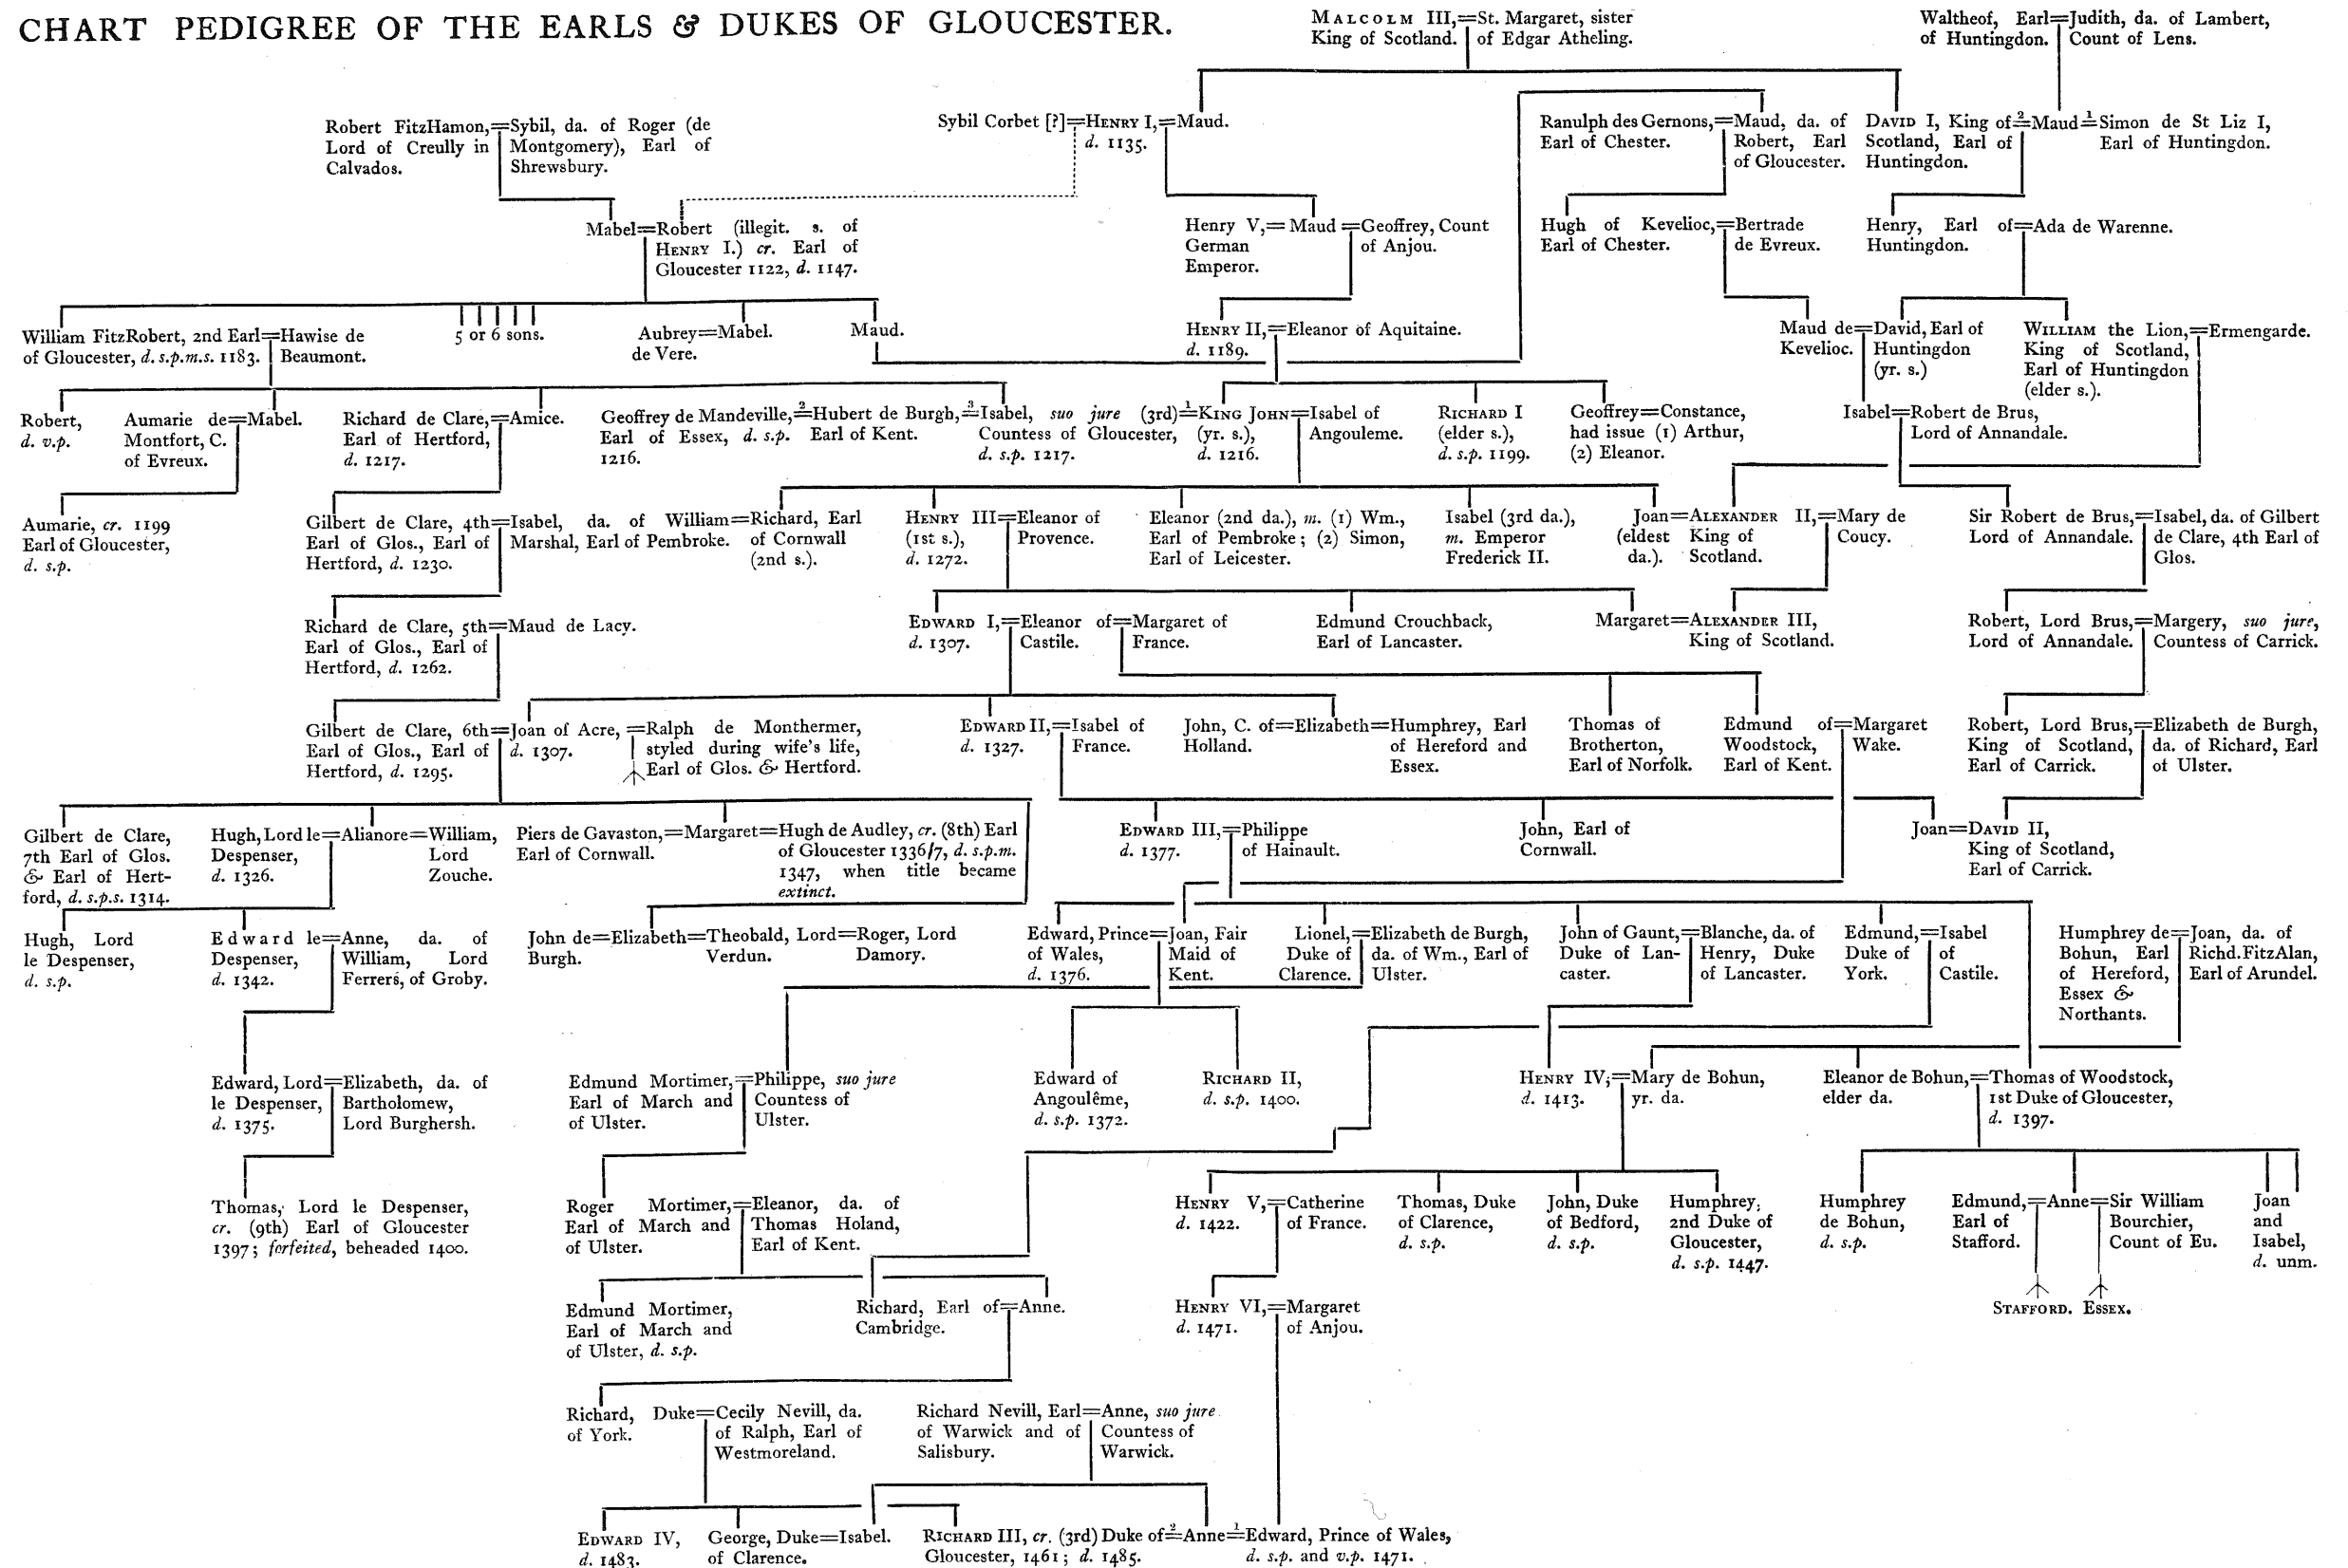 CHART PEDIGREE OF THE EARLS & DUKES OF GLOUCESTER.
MALCOLM III,=St. Margaret, sister
King of Scotland. of Edgar Atheling.
Waltheof, Earl=Judith, da. of Lambert,
of Huntingdon. Count of Lens.
Robert FitzHamon,=Sybil, da. of Roger (de
Lord of Creully in Montgomery), Earl of
Calvados. Shrewsbury.
Sybil Corbet [?]=HENRY I,=Maud.
d. 1135.
Ranulph des Gernons,=Maud, da. of
Earl of Chester. Robert, Earl
of Gloucester.
DAVID I, King of 2=Maud 1=Simon de St Liz I,
Scotland, Earl of Earl of Huntingdon.
Huntingdon.
Mabel=Robert (illegit. s. of
HENRY I.) cr. Earl of
Gloucester 1122, d. 1147.
Henry V,= Maud =Geoffrey, Count
German of Anjou.
Emperor.
Hugh of Kevelioc,=Bertrade
Earl of Chester. de Evreux.
Henry, Earl of=Ada de Warenne.
Huntingdon.
William FitzRobert, 2nd Earl=Hawise de
of Gloucester, d. s.p.m.s. 1183. Beaumont.
5 or 6 sons.
Aubrey=Mabel.
de Vere.
Maud.
HENRY II,=Eleanor of Aquitaine.
d. 1189.
Maud de=David, Earl of
Kevelioc. Huntingdon
(yr. s.)
WILLIAM the Lion,=Ermengarde.
King of Scotland,
Earl of Huntingdon
(elder s.).
Robert,
d. v.p.
Aumarie de=Mabel.
Montfort, C.
of Evreux.
Richard de Clare,=Amice.
Earl of Hertford,
d. 1217.
Geoffrey de Mandeville, 2=Hubert de Burgh, 3=Isabel, suo jure (3rd) 1=KING JOHN=Isabel of
Earl of Essex, d. s.p. Earl of Kent. Countess of Gloucester, (yr. s.), Angouleme.
1216. d. s.p. 1217. d. 1216.
RICHARD I
(elder s.),
d. s.p. 1199.
Geoffrey=Constance,
had issue (1) Arthur,
(2) Eleanor.
Isabel=Robert de Brus,
Lord of Annandale.
Aumarie, cr. 1199
Earl of Gloucester,
d. s.p.
Gilbert de Clare, 4th=Isabel, da. of William=Richard, Earl
Earl of Glos., Earl of Marshal, Earl of Pembroke. of Cornwall
Hertford, d. 1230. (2nd s.).
HENRY III=Eleanor of
(1st s.), Provence.
d. 1272.
Eleanor (2nd da.), m. (1) Wm.,
Earl of Pembroke; (2) Simon,
Earl of Leicester.
Isabel (3rd da.),
m. Emperor
Frederick II.
Joan=ALEXANDER II,=Mary de
(eldest King of Coucy.
da.). Scotland.
Sir Robert de Brus,=Isabel, da. of Gilbert
Lord of Annandale. de Clare, 4th Earl of
Glos.
Richard de Clare, 5th=Maud de Lacy.
Earl of Glos., Earl of
Hertford, d. 1262.
EDWARD I,=Eleanor of=Margaret of
d. 1307. Castile. France.
Edmund Crouchback,
Earl of Lancaster.
Margaret=ALEXANDER III,
King of Scotland.
Robert, Lord Brus,=Margery, suo jure,
Lord of Annandale. Countess of Carrick.
Gilbert de Clare, 6th=Joan of Acre, =Ralph de Monthermer,
Earl of Glos., Earl of d. 1307. styled during wife's life,
Hertford, d. 1295. Earl of Glos. & Hertford.
EDWARD II,=Isabel of
d. 1327. France.
John, C. of=Elizabeth=Humphrey, Earl
Holland. of Hereford and
Essex.
Thomas of
Brotherton,
Earl of Norfolk.
Edmund of=Margaret
Woodstock, Wake.
Earl of Kent.
Robert, Lord Brus,=Elizabeth de Burgh,
King of Scotland, da. of Richard, Earl
Earl of Carrick. of Ulster.
Gilbert de Clare,
7th Earl of Glos.
& Earl of Hert-
ford, d. s.p.s. 1314.
Hugh, Lord le=Alianore=William,
Despenser, Lord
d. 1326. Zouche.
Piers de Gavaston,=Margaret=Hugh de Audley, cr. (8th) Earl
Earl of Cornwall. of Gloucester 1336/7, d. s.p.m.
1347, when title became
extinct.
EDWARD III,=Philippe
d. 1377. of Hainault.
John, Earl of
Cornwall.
Joan=DAVID II,
King of Scotland,
Earl of Carrick.
Hugh, Lord
le Despenser,
d. s.p.
Edward le=Anne, da. of
Despenser, William, Lord
d. 1342. Ferrers, of Groby.
John de=Elizabeth=Theobald, Lord=Roger, Lord
Burgh. Verdun. Damory.
Edward, Prince=Joan, Fair
of Wales, Maid of
d. 1376. Kent.
Lionel,=Elizabeth de Burgh,
Duke of da. of Wm., Earl of
Clarence. Ulster.
John of Gaunt,=Blanche, da. of
Duke of Lan- Henry, Duke
caster. of Lancaster.
Edmund,=Isabel
Duke of of
York. Castile.
Humphrey de=Joan, da. of
Bohun, Earl Richd. FitzAlan,
of Hereford, Earl of Arundel.
Essex &
Northants.
Edward, Lord=Elizabeth, da. of
le Despenser, Bartholomew,
d. 1375. Lord Burghersh.
Edmund Mortimer,=Philippe, suo jure
Earl of March and Countess of
of Ulster. Ulster.
Edward of
Angoulême,
d. s.p. 1372.
RICHARD II,
d. s.p. 1400.
HENRY IV,=Mary de Bohun,
d. 1413. yr. da.
Eleanor de Bohun,=Thomas of Woodstock,
elder da. 1st Duke of Gloucester,
d. 1397.
Thomas, Lord le Despenser,
cr. (9th) Earl of Gloucester
1397; forfeited, beheaded 1400.
Roger Mortimer,=Eleanor, da. of
Earl of March and Thomas Holand,
of Ulster. Earl of Kent.
HENRY V,=Catherine
d. 1422. of France.
Thomas, Duke
of Clarence,
d. s.p.
John, Duke
of Bedford,
d. s.p.
Humphrey,
2nd Duke of
Gloucester,
d. s.p. 1447.
Humphrey
de Bohun,
d. s.p.
Edmund,=Anne=Sir William
Earl of Bourchier,
Stafford. Count of Eu.
Joan
and
Isabel,
d. unm.
STAFFORD. ESSEX.
Edmund Mortimer,
Earl of March and
of Ulster, d. s.p.
Richard, Earl of=Anne.
Cambridge.
HENRY VI,=Margaret
d. 1471. of Anjou.
Richard, Duke=Cecily Nevill, da.
of York. of Ralph, Earl of
Westmoreland.
Richard Nevill, Earl=Anne, suo jure
of Warwick and of Countess of
Salisbury. Warwick.
EDWARD IV,
d. 1483.
George, Duke=Isabel.
of Clarence.
RICHARD III, cr. (3rd) Duke of 2=Anne 1=Edward, Prince of Wales,
Gloucester, 1461; d. 1485. d. s.p. and v.p. 1471.